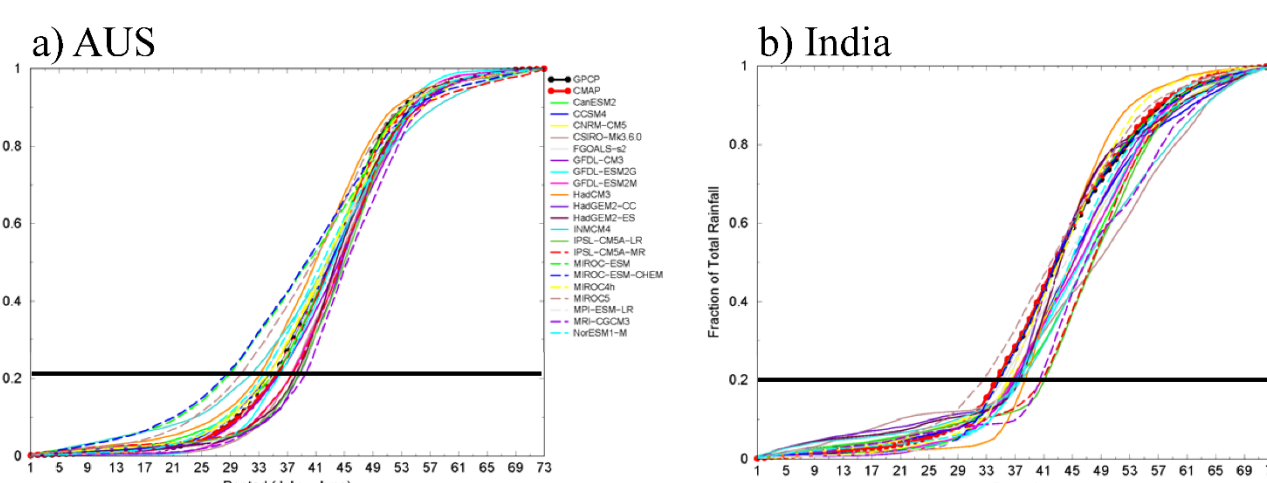 a) AUS
b) India
1
0.8
0.6
0.4
0.2
0
1 5 9 13 17 21 25 29 33 37 41 45 49 53 57 61 65 69 73
GPCP
CMAP
CanESM2
CCSM4
CNRM-CM5
CSIRO-Mk3.6.0
FGOALS-s2
GFDL-CM3
GFDL-ESM2G
GFDL-ESM2M
HadCM3
HadGEM2-CC
HadGEM2-ES
INMCM4
IPSL-CM5A-LR
IPSL-CM5A-MR
MIROC-ESM
MIROC-ESM-CHEM
MIROC4h
MIROC5
MPI-ESM-LR
MRI-CGCM3
NorESM1-M
Fraction of Total Rainfall
1
0.8
0.6
0.4
0.2
0
1 5 9 13 17 21 25 29 33 37 41 45 49 53 57 61 65 69